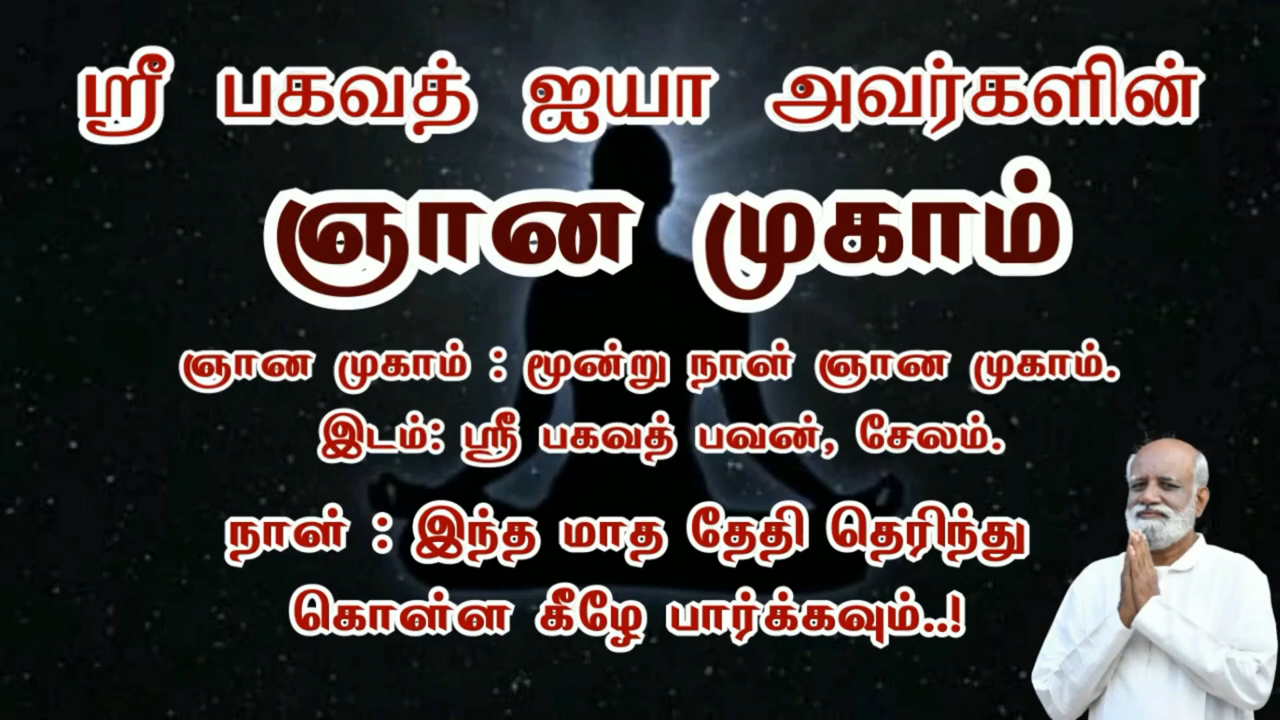 ஸ்ரீ பகவத் ஐயா அவர்களின்
ஞான முகாம்
ஞான முகாம் : மூன்று நாள் ஞான முகாம்.
இடம்: ஸ்ரீ பகவத் பவன், சேலம்.
நாள் : இந்த மாத தேதி தெரிந்து
கொள்ள கீழே பார்க்கவும்..!